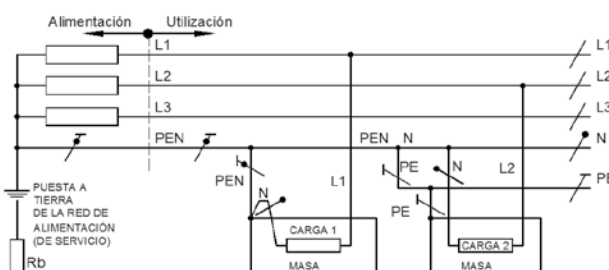 Alimentación Utilización
L1
L1
L2
L2
L3
L3
PEN PEN N N
PEN N L1 PE N L2 PE
PE
PUESTA A
TIERRA
DE LA RED DE
ALIMENTACIÓN
(DE SERVICIO)
CARGA 1 CARGA 2
Rb MASA MASA